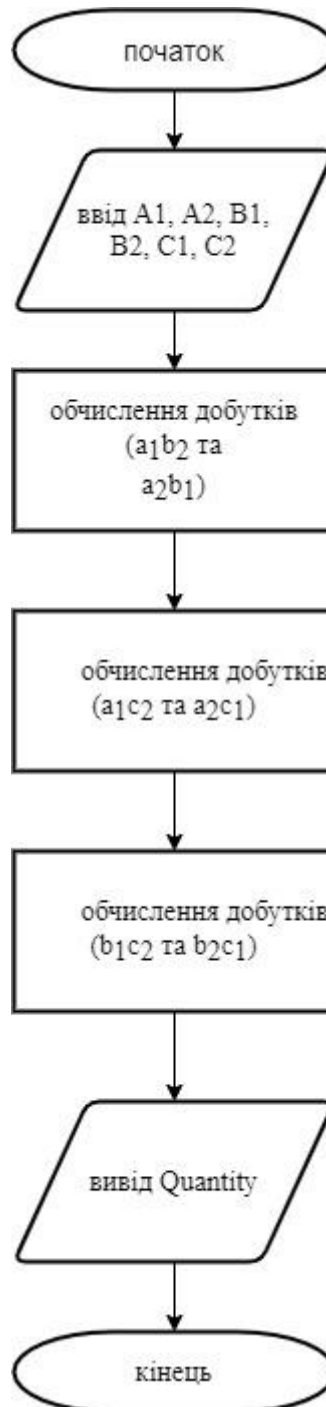 початок
ввід A1, A2, B1,
B2, C1, C2
обчислення добутків
(a1b2 та
a2b1)
обчислення добутків
(a1c2 та a2c1)
обчислення добутків
(b1c2 та b2c1)
вивід Quantity
кінець